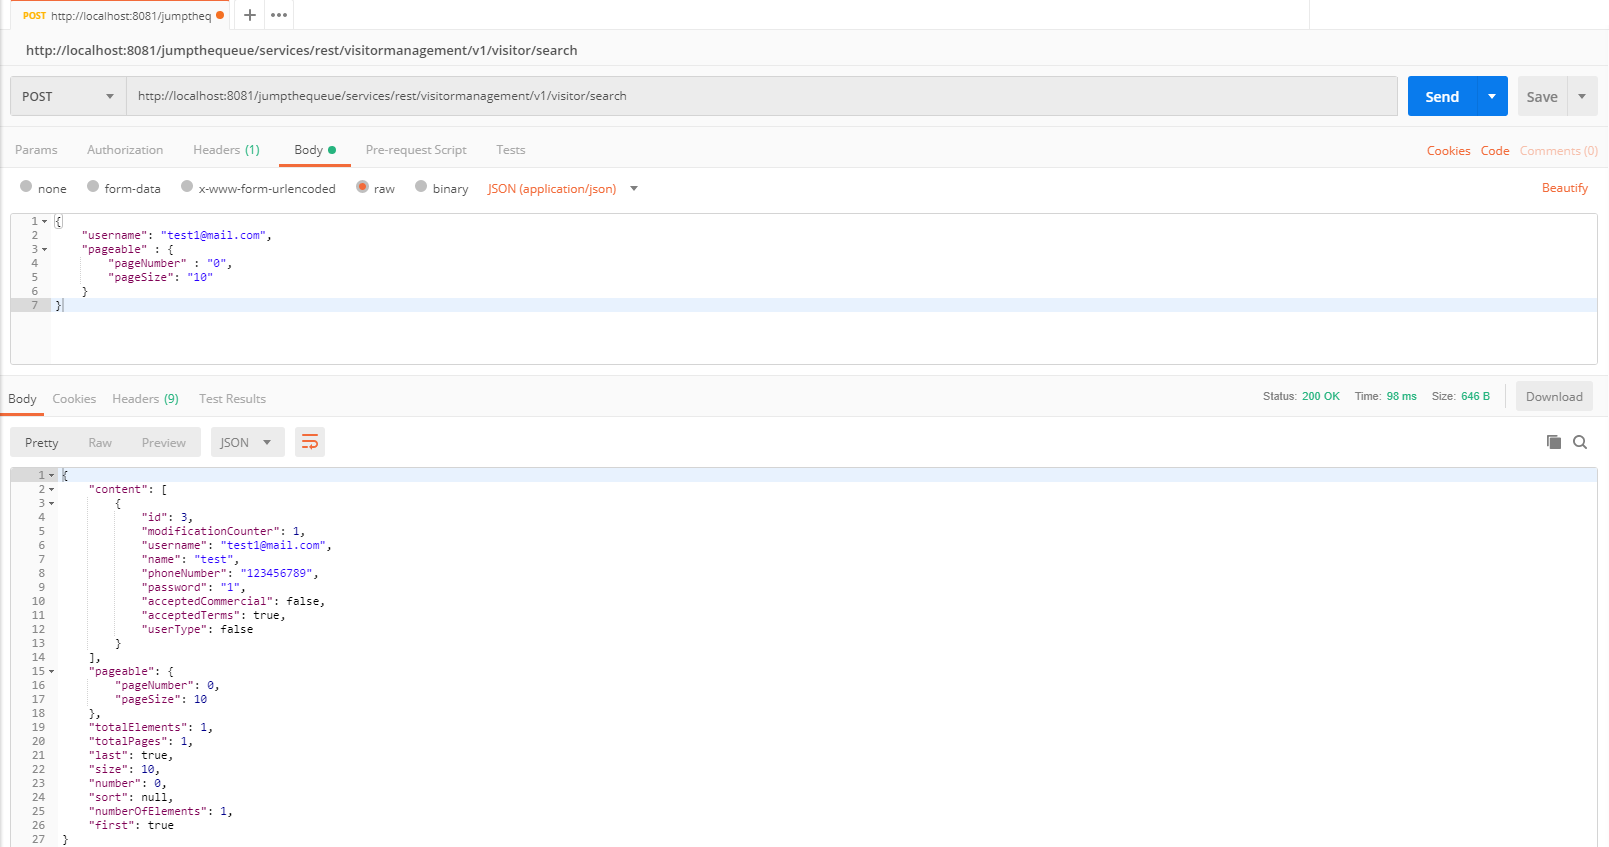 POST http://localhost:8081/jumptheq
http://localhost:8081/jumpthequeue/services/rest/visitormanagement/v1/visitor/search
POST http://localhost:8081/jumpthequeue/services/rest/visitormanagement/v1/visitor/search Send Save
Params Authorization Headers (1) Body Pre-request Script Tests Cookies Code Comments (0)
none form-data x-www-form-urlencoded raw binary JSON (application/json) Beautify
1 {
2 "username": "test1@mail.com",
3 "pageable" : {
4 "pageNumber" : "0",
5 "pageSize": "10"
6 }
7 }
Body Cookies Headers (9) Test Results Status: 200 OK Time: 98 ms Size: 646 B Download
Pretty Raw Preview JSON
1 {
2 "content": [
3 {
4 "id": 3,
5 "modificationCounter": 1,
6 "username": "test1@mail.com",
7 "name": "test",
8 "phoneNumber": "123456789",
9 "password": "1",
10 "acceptedCommercial": false,
11 "acceptedTerms": true,
12 "userType": false
13 }
14 ],
15 "pageable": {
16 "pageNumber": 0,
17 "pageSize": 10
18 },
19 "totalElements": 1,
20 "totalPages": 1,
21 "last": true,
22 "size": 10,
23 "number": 0,
24 "sort": null,
25 "numberOfElements": 1,
26 "first": true
27 }